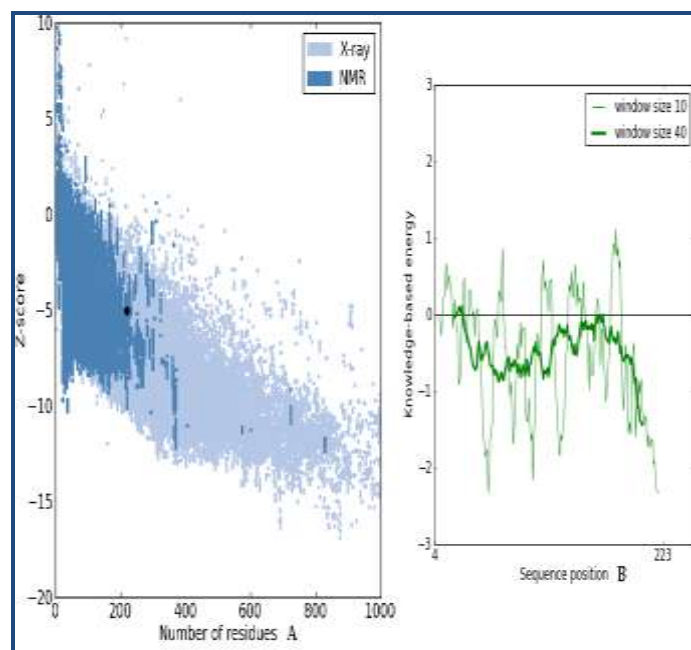 10
5
0
−5
−10
−15
−20
Z-score
X-ray
NMR
0 200 400 600 800 1000
Number of residues A
3
2
1
0
−1
−2
−3
Knowledge-based energy
window size 10
window size 40
4 223
Sequence position B